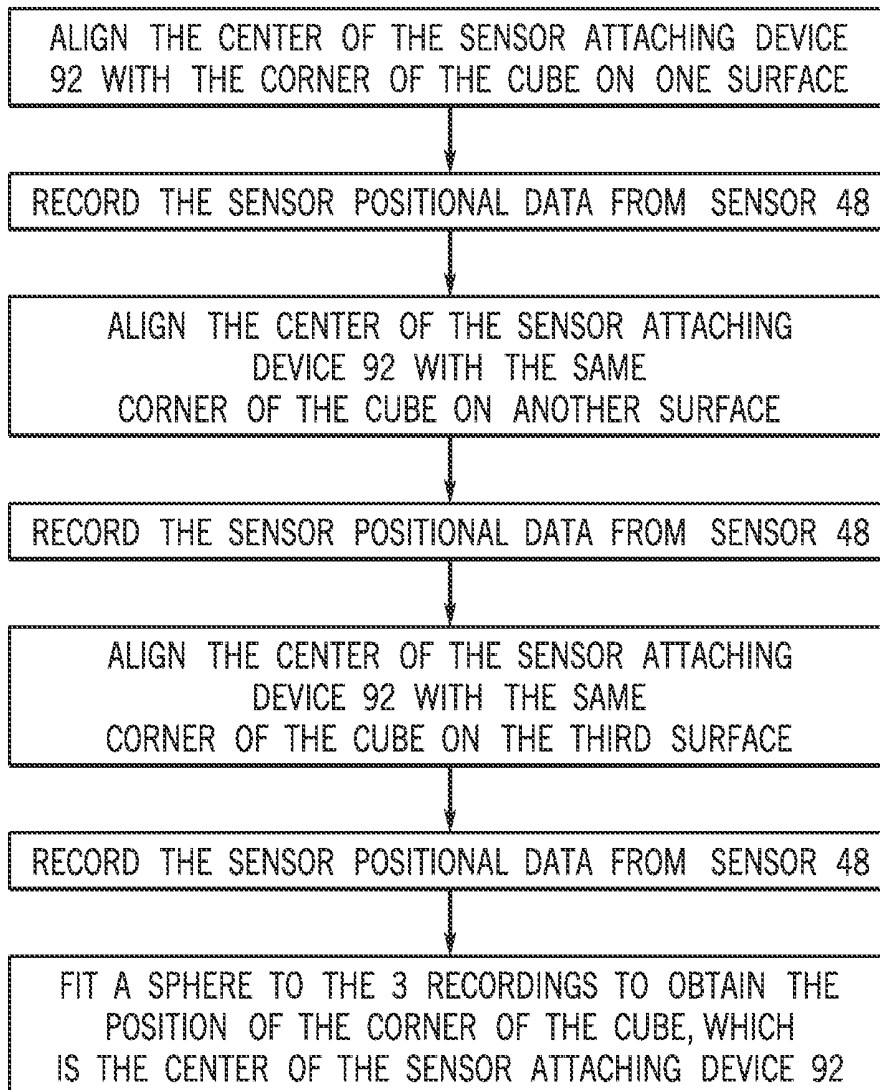 ALIGN THE CENTER OF THE SENSOR ATTACHING DEVICE
92 WITH THE CORNER OF THE CUBE ON ONE SURFACE
RECORD THE SENSOR POSITIONAL DATA FROM SENSOR 48
ALIGN THE CENTER OF THE SENSOR ATTACHING
DEVICE 92 WITH THE SAME
CORNER OF THE CUBE ON ANOTHER SURFACE
RECORD THE SENSOR POSITIONAL DATA FROM SENSOR 48
ALIGN THE CENTER OF THE SENSOR ATTACHING
DEVICE 92 WITH THE SAME
CORNER OF THE CUBE ON THE THIRD SURFACE
RECORD THE SENSOR POSITIONAL DATA FROM SENSOR 48
FIT A SPHERE TO THE 3 RECORDINGS TO OBTAIN THE
POSITION OF THE CORNER OF THE CUBE, WHICH
IS THE CENTER OF THE SENSOR ATTACHING DEVICE 92